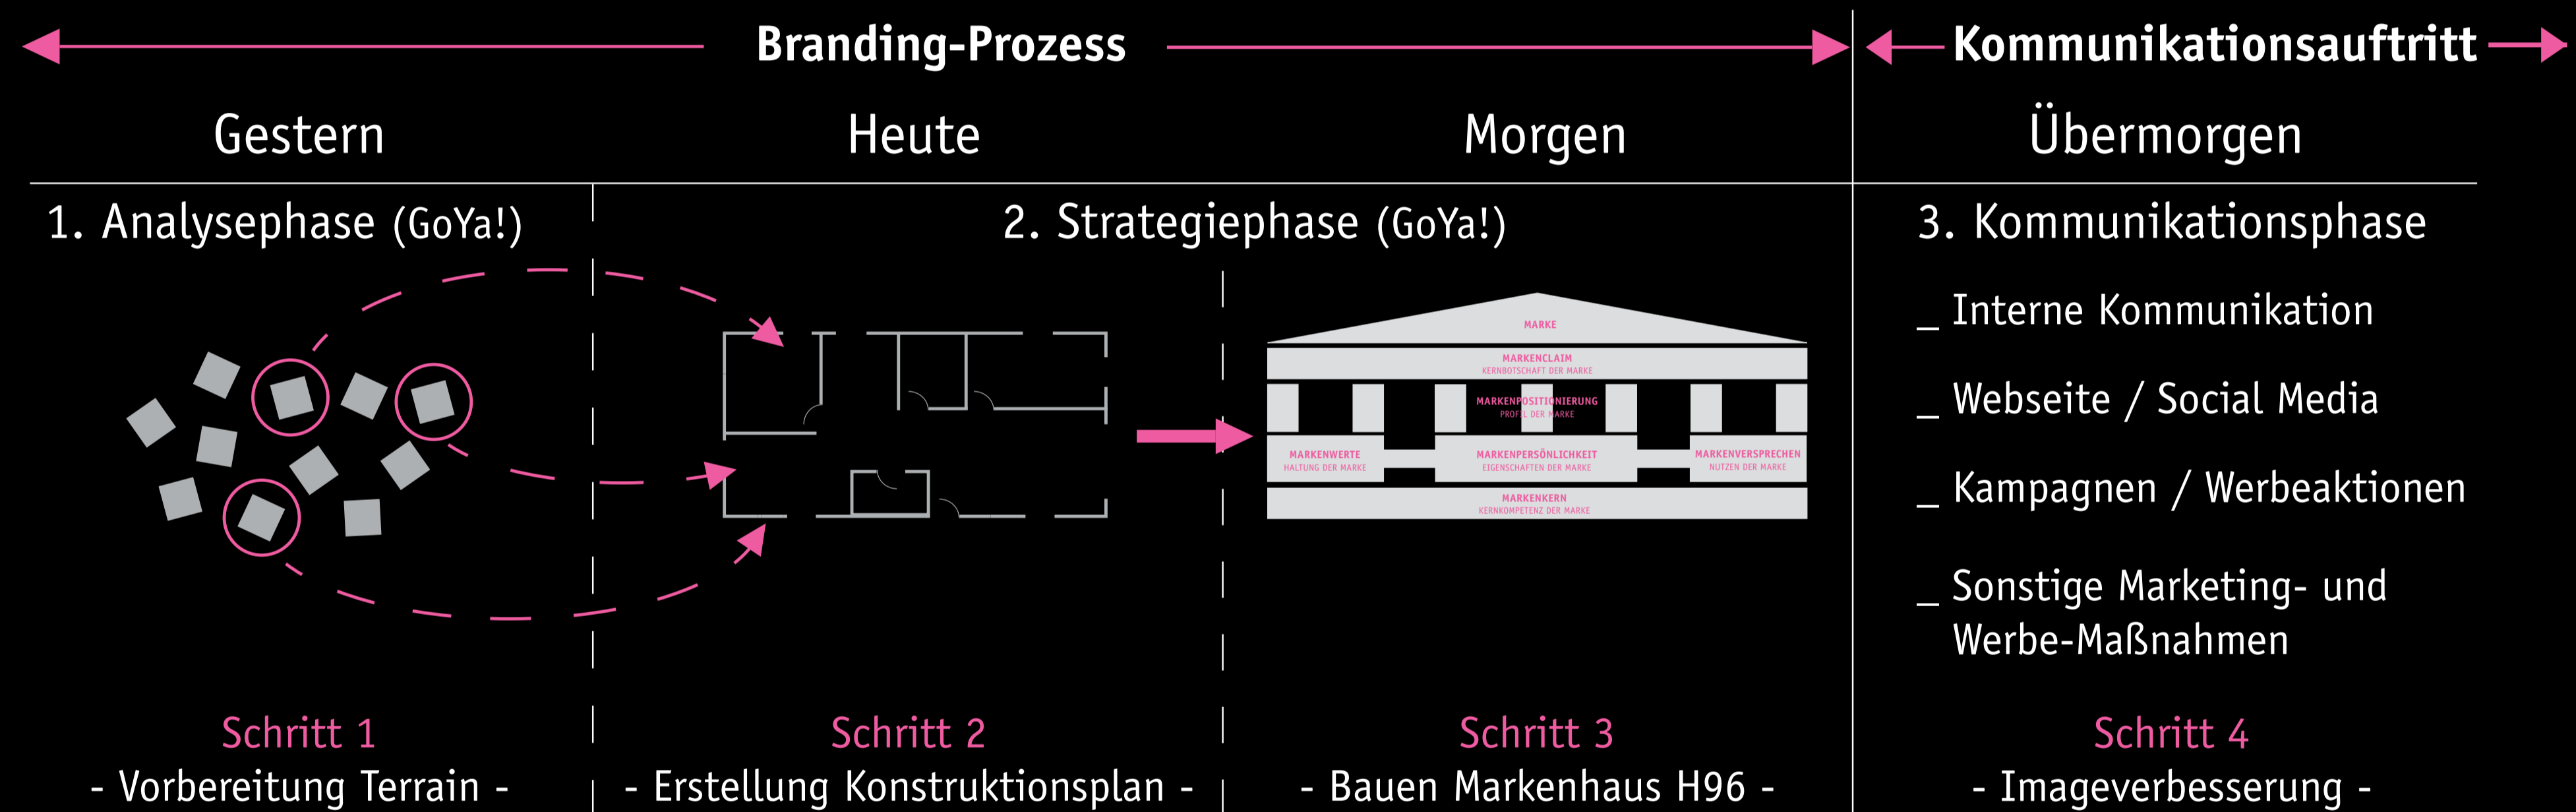 Branding-Prozess
Kommunikationsauftritt
Gestern
Heute
Morgen
Übermorgen
1. Analysephase (GoYa!)
2. Strategiephase (GoYa!)
3. Kommunikationsphase
MARKE
MARKENCLAIM
KERNBOTSCHAFT DER MARKE
MARKENPOSITIONIERUNG
PROFIL DER MARKE
MARKENWERTE
HALTUNG DER MARKE
MARKENPERSÖNLICHKEIT
EIGENSCHAFTEN DER MARKE
MARKENVERSPRECHEN
NUTZEN DER MARKE
MARKENKERN
KERNKOMPETENZ DER MARKE
_ Interne Kommunikation
_ Webseite / Social Media
_ Kampagnen / Werbeaktionen
_ Sonstige Marketing- und
Werbe-Maßnahmen
Schritt 1
- Vorbereitung Terrain -
Schritt 2
- Erstellung Konstruktionsplan -
Schritt 3
- Bauen Markenhaus H96 -
Schritt 4
- Imageverbesserung -